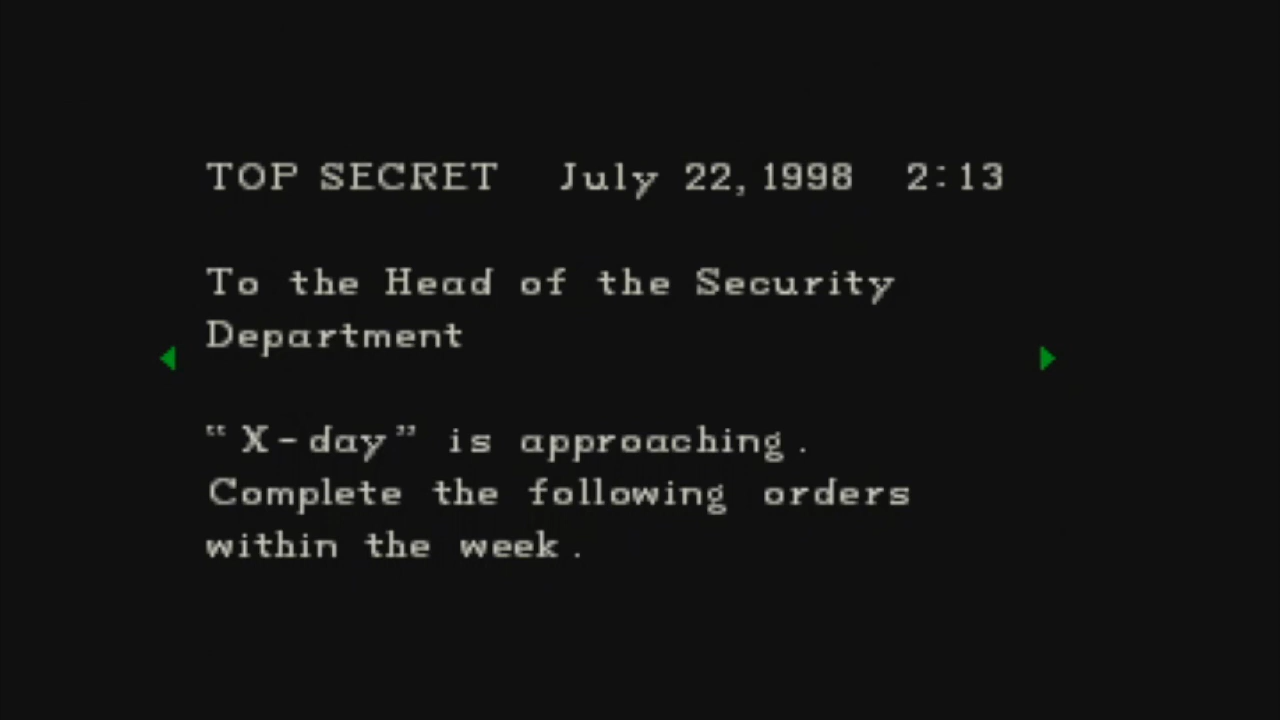 TOP SECRET July 22, 1998 2:13
To the Head of the Security
Department
“X-day” is approaching.
Complete the following orders
within the week.